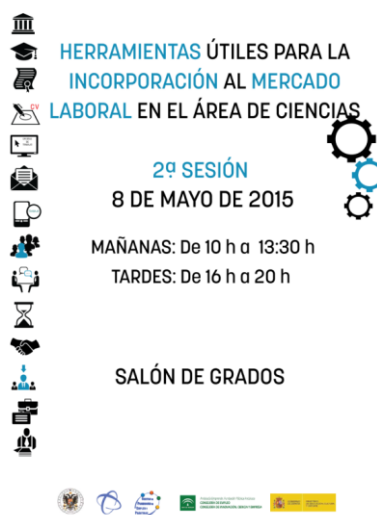 HERRAMIENTAS ÚTILES PARA LA
INCORPORACIÓN AL MERCADO
LABORAL EN EL ÁREA DE CIENCIAS
CV
2ª SESIÓN
8 DE MAYO DE 2015
MAÑANAS: De 10 h a 13:30 h
TARDES: De 16 h a 20 h
SALÓN DE GRADOS